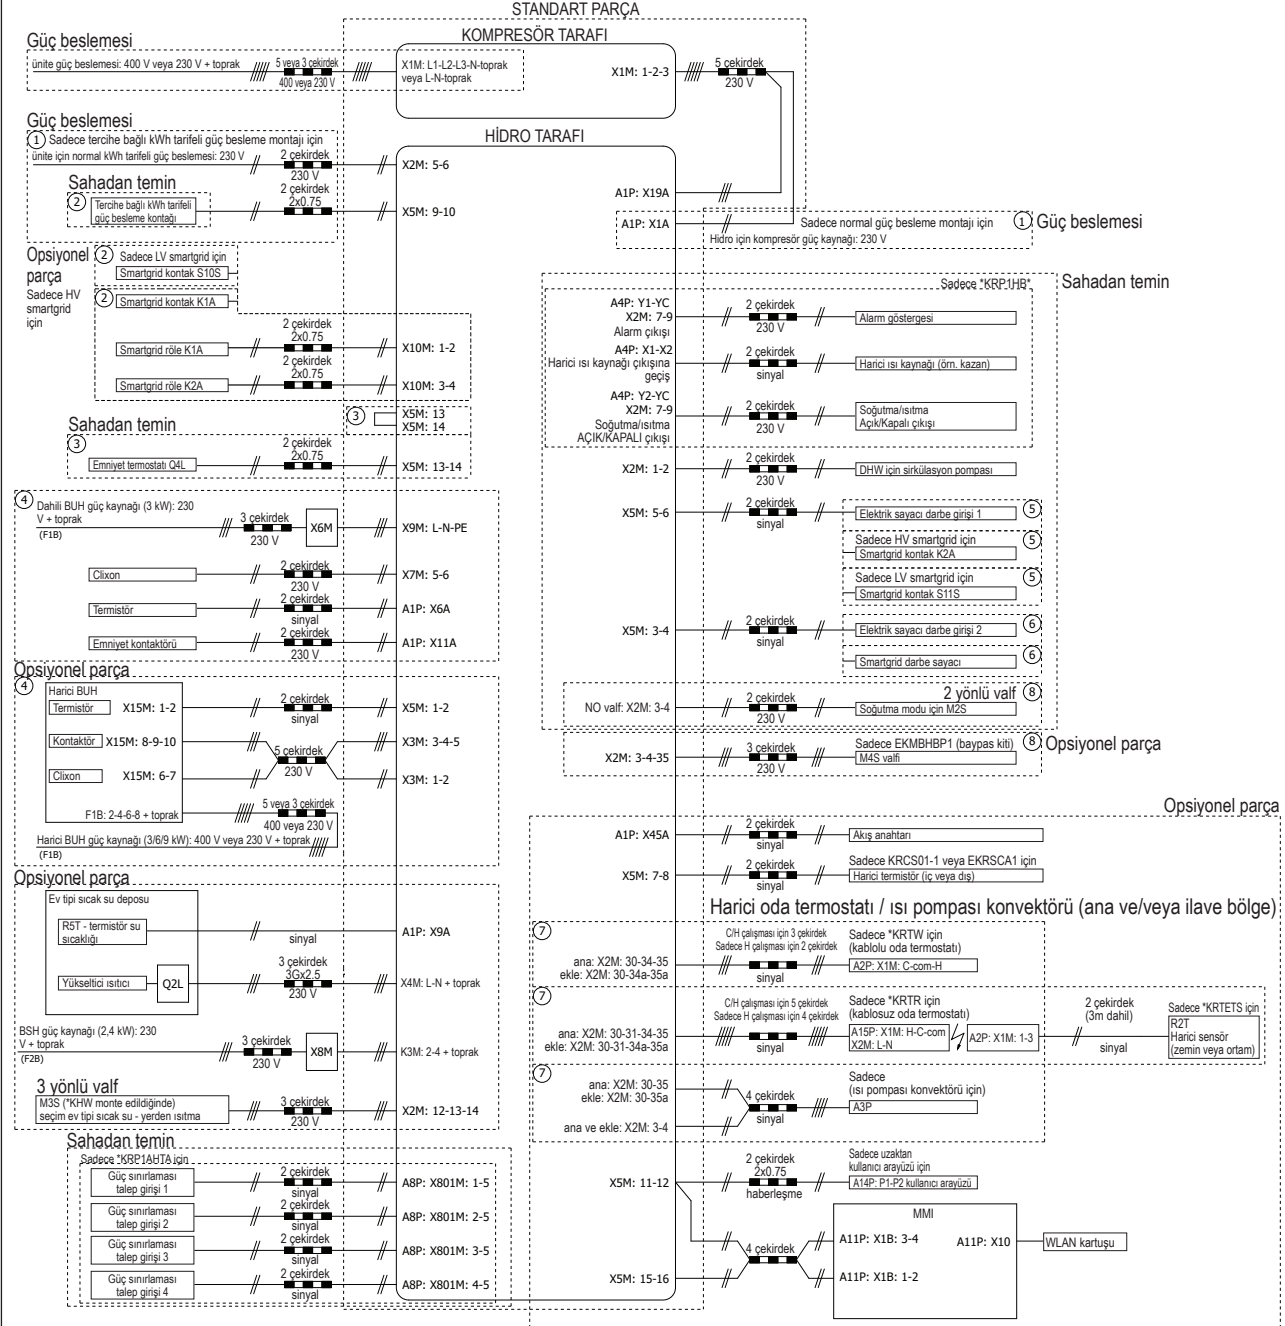 STANDART PARÇA
KOMPRESÖR TARAFI
Güç beslemesi
ünite güç beslemesi: 400 V veya 230 V + toprak
5 veya 3 çekirdek
400 veya 230 V
X1M: L1-L2-L3-N-toprak
veya L-N-toprak
X1M: 1-2-3
5 çekirdek
230 V
HİDRO TARAFI
Güç beslemesi
1 Sadece tercihe bağlı kWh tarifeli güç besleme montajı için
ünite için normal kWh tarifeli güç beslemesi: 230 V
2 çekirdek
230 V
X2M: 5-6
Sahadan temin
2
Tercihe bağlı kWh tarifeli
güç besleme kontağı
2 çekirdek
2x0.75
X5M: 9-10
Opsiyonel
parça
Sadece HV
smartgrid
için
2 Sadece LV smartgrid için
Smartgrid kontak S10S
2 Smartgrid kontak K1A
Smartgrid röle K1A
2 çekirdek
2x0.75
X10M: 1-2
Smartgrid röle K2A
2 çekirdek
2x0.75
X10M: 3-4
3
X5M: 13
X5M: 14
Sahadan temin
3
Emniyet termostatı Q4L
2 çekirdek
2x0.75
X5M: 13-14
4
Dahili BUH güç kaynağı (3 kW): 230
V + toprak
(F1B)
3 çekirdek
230 V
X6M
X9M: L-N-PE
Clixon
2 çekirdek
230 V
X7M: 5-6
Termistör
2 çekirdek
sinyal
A1P: X6A
Emniyet kontaktörü
2 çekirdek
230 V
A1P: X11A
Opsiyonel parça
4
Harici BUH
Termistör
X15M: 1-2
2 çekirdek
sinyal
X5M: 1-2
Kontaktör
X15M: 8-9-10
5 çekirdek
230 V
X3M: 3-4-5
Clixon
X15M: 6-7
X3M: 1-2
F1B: 2-4-6-8 + toprak
5 veya 3 çekirdek
400 veya 230 V
Harici BUH güç kaynağı (3/6/9 kW): 400 V veya 230 V + toprak
(F1B)
Opsiyonel parça
Ev tipi sıcak su deposu
R5T - termistör su
sıcaklığı
sinyal
A1P: X9A
Yükseltici ısıtıcı
Q2L
3 çekirdek
3Gx2.5
230 V
X4M: L-N + toprak
BSH güç kaynağı (2,4 kW): 230
V + toprak
(F2B)
3 çekirdek
230 V
X8M
K3M: 2-4 + toprak
3 yönlü valf
M3S (*KHW monte edildiğinde)
seçim ev tipi sıcak su - yerden ısıtma
3 çekirdek
230 V
X2M: 12-13-14
Sahadan temin
Sadece *KRP1AHTA için
Güç sınırlaması
talep girişi 1
2 çekirdek
sinyal
A8P: X801M: 1-5
Güç sınırlaması
talep girişi 2
2 çekirdek
sinyal
A8P: X801M: 2-5
Güç sınırlaması
talep girişi 3
2 çekirdek
sinyal
A8P: X801M: 3-5
Güç sınırlaması
talep girişi 4
2 çekirdek
sinyal
A8P: X801M: 4-5
A1P: X19A
A1P: X1A
Sadece normal güç besleme montajı için
Hidro için kompresör güç kaynağı: 230 V
1 Güç beslemesi
Sahadan temin
Sadece *KRP1HB*
A4P: Y1-YC
X2M: 7-9
Alarm çıkışı
2 çekirdek
230 V
Alarm göstergesi
A4P: X1-X2
Harici ısı kaynağı çıkışına
geçiş
2 çekirdek
sinyal
Harici ısı kaynağı (örn. kazan)
A4P: Y2-YC
X2M: 7-9
Soğutma/ısıtma
AÇIK/KAPALI çıkışı
2 çekirdek
230 V
Soğutma/ısıtma
Açık/Kapalı çıkışı
X2M: 1-2
2 çekirdek
230 V
DHW için sirkülasyon pompası
X5M: 5-6
2 çekirdek
sinyal
Elektrik sayacı darbe girişi 1
5
Sadece HV smartgrid için
Smartgrid kontak K2A
5
Sadece LV smartgrid için
Smartgrid kontak S11S
5
X5M: 3-4
2 çekirdek
sinyal
Elektrik sayacı darbe girişi 2
6
Smartgrid darbe sayacı
6
2 yönlü valf 8
NO valf: X2M: 3-4
2 çekirdek
230 V
Soğutma modu için M2S
X2M: 3-4-35
3 çekirdek
230 V
Sadece EKMBHBP1 (baypas kiti)
M4S valfi
8 Opsiyonel parça
Opsiyonel parça
A1P: X45A
2 çekirdek
sinyal
Akış anahtarı
X5M: 7-8
2 çekirdek
sinyal
Sadece KRCS01-1 veya EKRSCA1 için
Harici termistör (iç veya dış)
Harici oda termostatı / ısı pompası konvektörü (ana ve/veya ilave bölge)
7
ana: X2M: 30-34-35
ekle: X2M: 30-34a-35a
C/H çalışması için 3 çekirdek
Sadece H çalışması için 2 çekirdek
sinyal
Sadece *KRTW için
(kablolu oda termostatı)
A2P: X1M: C-com-H
7
ana: X2M: 30-31-34-35
ekle: X2M: 30-31-34a-35a
C/H çalışması için 5 çekirdek
Sadece H çalışması için 4 çekirdek
sinyal
Sadece *KRTR için
(kablosuz oda termostatı)
A15P: X1M: H-C-com
X2M: L-N
A2P: X1M: 1-3
2 çekirdek
(3m dahil)
sinyal
Sadece *KRTETS için
R2T
Harici sensör
(zemin veya ortam)
7
ana: X2M: 30-35
ekle: X2M: 30-35a
ana ve ekle: X2M: 3-4
4 çekirdek
sinyal
Sadece
(ısı pompası konvektörü için)
A3P
X5M: 11-12
2 çekirdek
2x0.75
haberleşme
Sadece uzaktan
kullanıcı arayüzü için
A14P: P1-P2 kullanıcı arayüzü
MMI
X5M: 15-16
4 çekirdek
A11P: X1B: 3-4
A11P: X1B: 1-2
A11P: X10
WLAN kartuşu